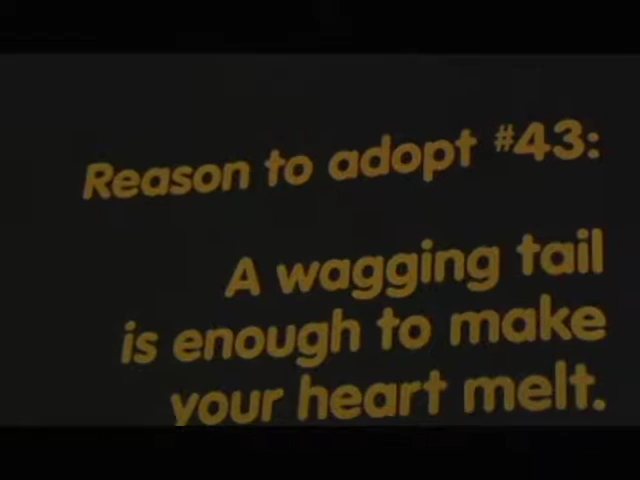 Reason to adopt #43:
A wagging tail
is enough to make
your heart melt.